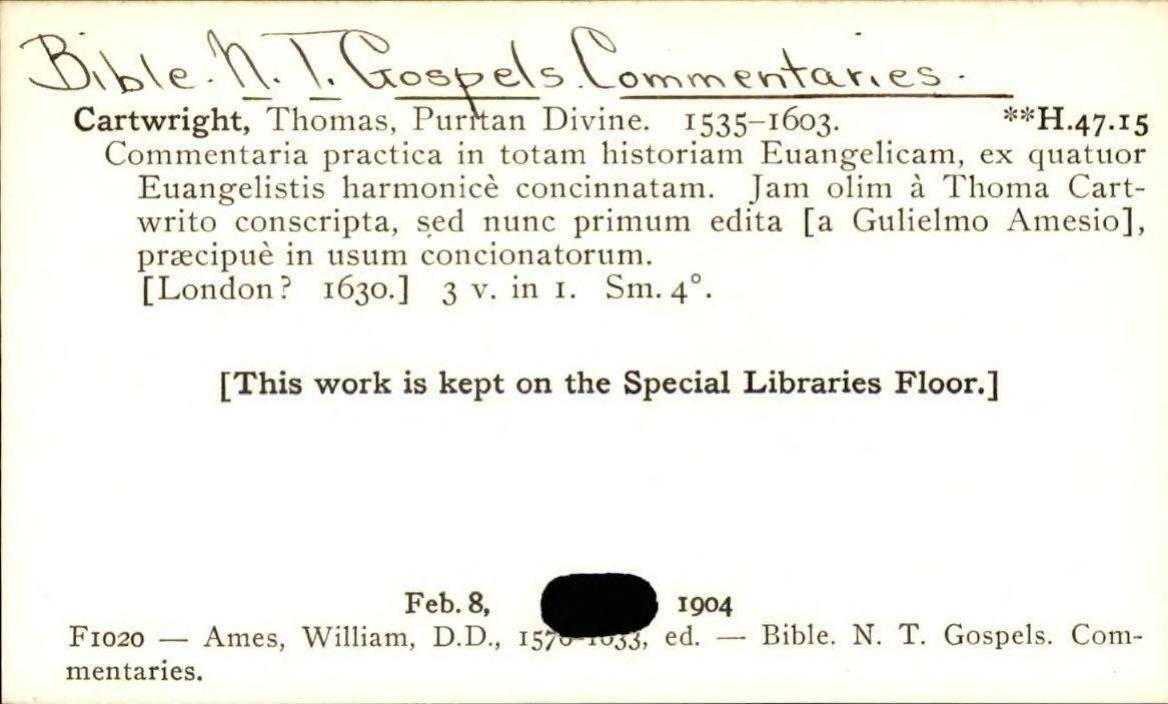 Bible. N. T. Gospels. Commentaries.
Cartwright, Thomas, Puritan Divine. 1535–1603. **H.47.15
Commentaria practica in totam historiam Euangelicam, ex quatuor
Euangelistis harmonicè concinnatam. Jam olim à Thoma Cart-
writo conscripta, sed nunc primum edita [a Gulielmo Amesio],
præcipuè in usum concionatorum.
[London? 1630.] 3 v. in 1. Sm. 4°.
[This work is kept on the Special Libraries Floor.]
Feb. 8, 1904
F1020 — Ames, William, D.D., 1576–1633, ed. — Bible. N. T. Gospels. Com-
mentaries.